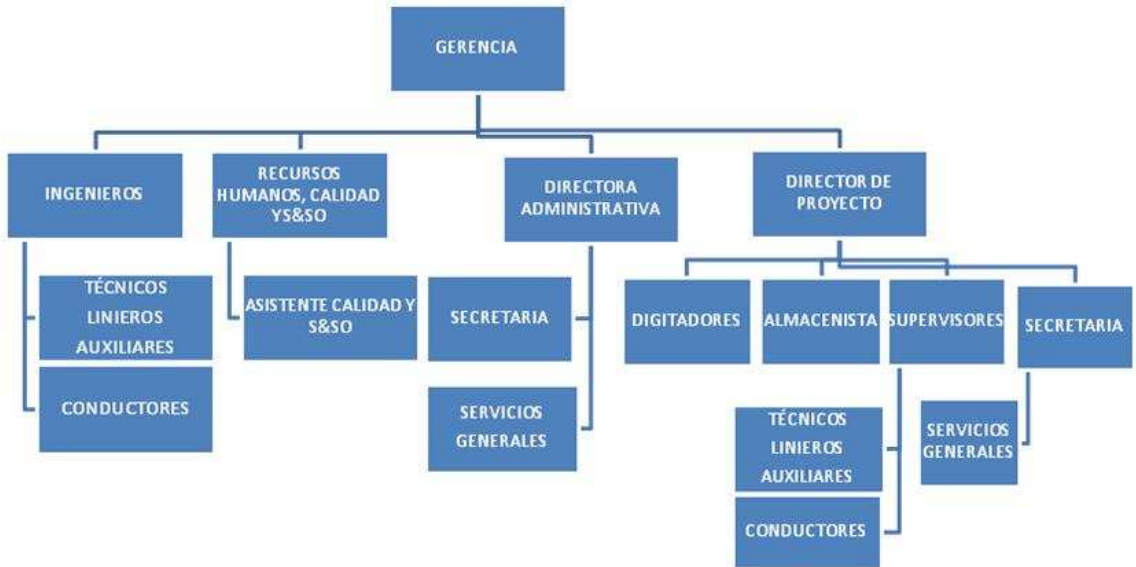 GERENCIA
INGENIEROS
RECURSOS
HUMANOS, CALIDAD
YS&SO
DIRECTORA
ADMINISTRATIVA
DIRECTOR DE
PROYECTO
TÉCNICOS
LINIEROS
AUXILIARES
CONDUCTORES
ASISTENTE CALIDAD Y
S&SO
SECRETARIA
SERVICIOS
GENERALES
DIGITADORES
ALMACENISTA
SUPERVISORES
SECRETARIA
TÉCNICOS
LINIEROS
AUXILIARES
CONDUCTORES
SERVICIOS
GENERALES